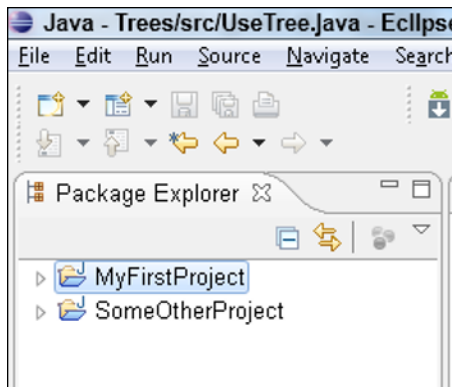 Java - Trees/src/UseTree.java - Eclipse
File Edit Run Source Navigate Search
Package Explorer
MyFirstProject
SomeOtherProject